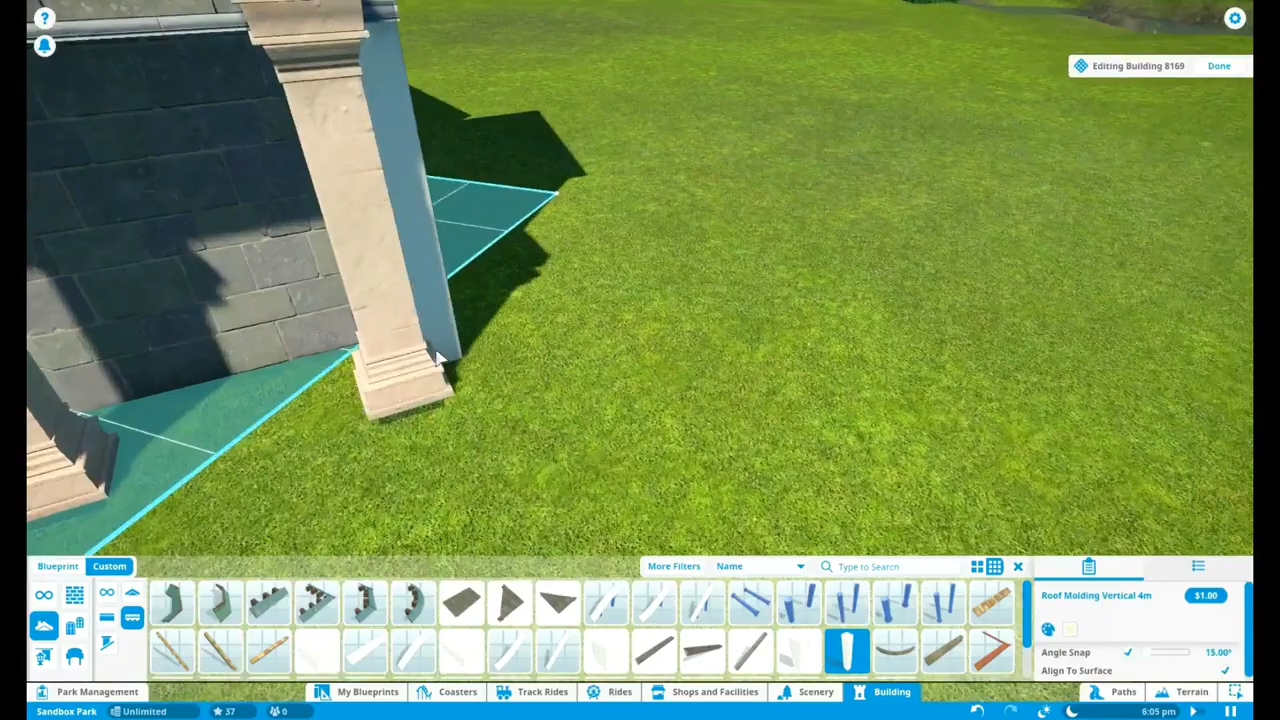 ?
Editing Building 8169 Done
Blueprint Custom More Filters Name Type to Search
Roof Molding Vertical 4m $1.00
Angle Snap 15.00°
Align To Surface
Park Management My Blueprints Coasters Track Rides Rides Shops and Facilities Scenery Building Paths Terrain
Sandbox Park Unlimited 37 0 6:05 pm